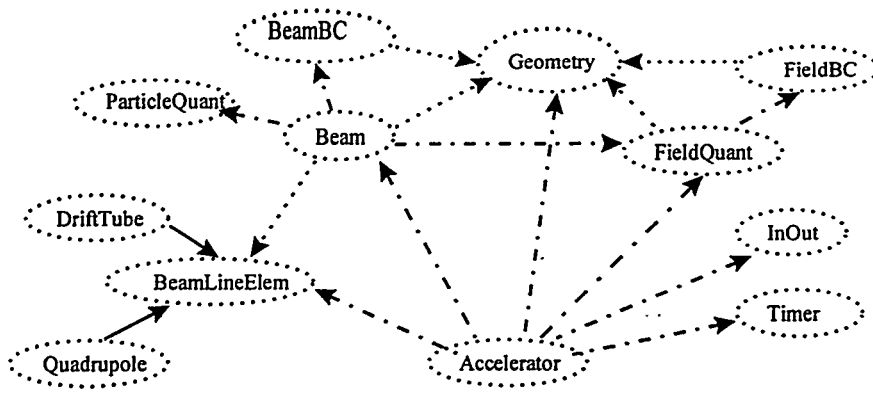 BeamBC
Geometry
FieldBC
ParticleQuant
Beam
FieldQuant
DriftTube
InOut
BeamLineElem
Timer
Quadrupole
Accelerator